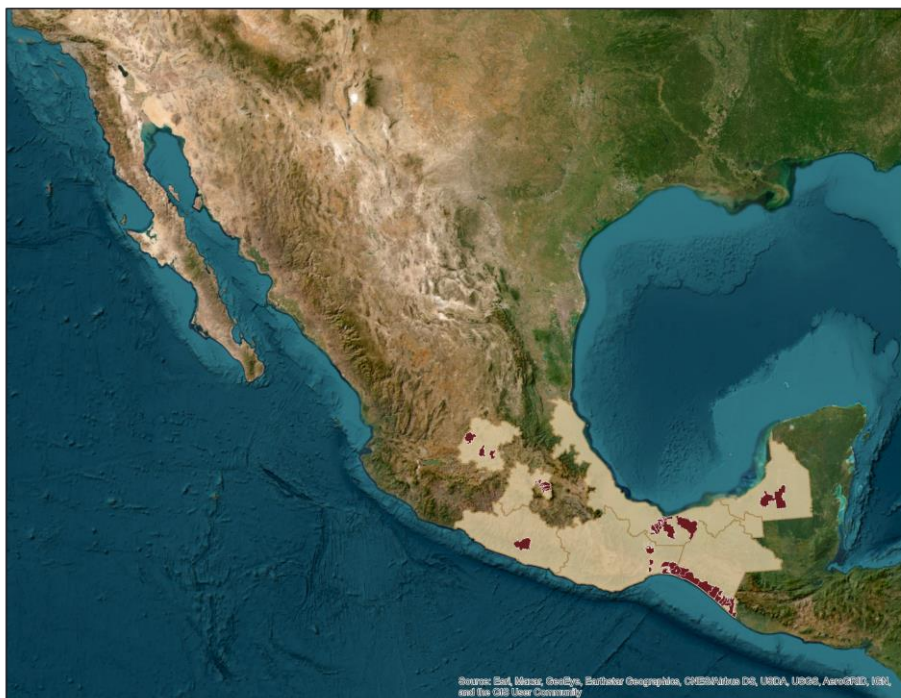 Source: Esri, Maxar, GeoEye, Earthstar Geographics, CNES/Airbus DS, USDA, USGS, AeroGRID, IGN,
and the GIS User Community